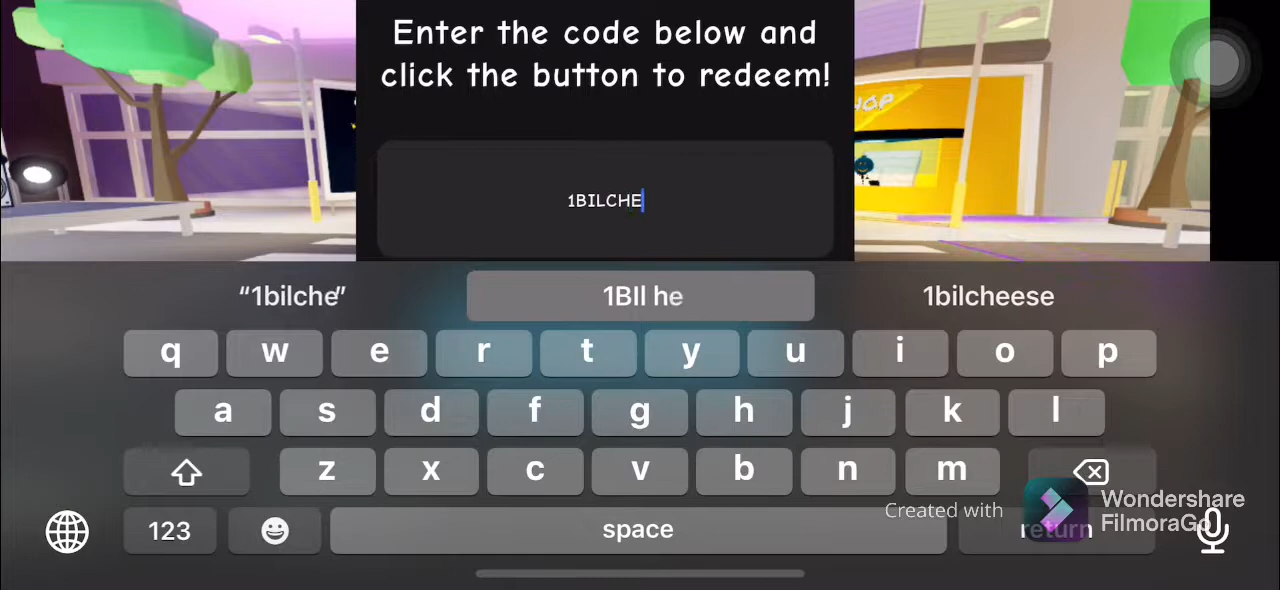 Enter the code below and
click the button to redeem!
HOP
1BILCHE
“1bilche” 1BIl he 1bilcheese
q w e r t y u i o p
a s d f g h j k l
z x c v b n m
123 space return
Created with
Wondershare
FilmoraGo